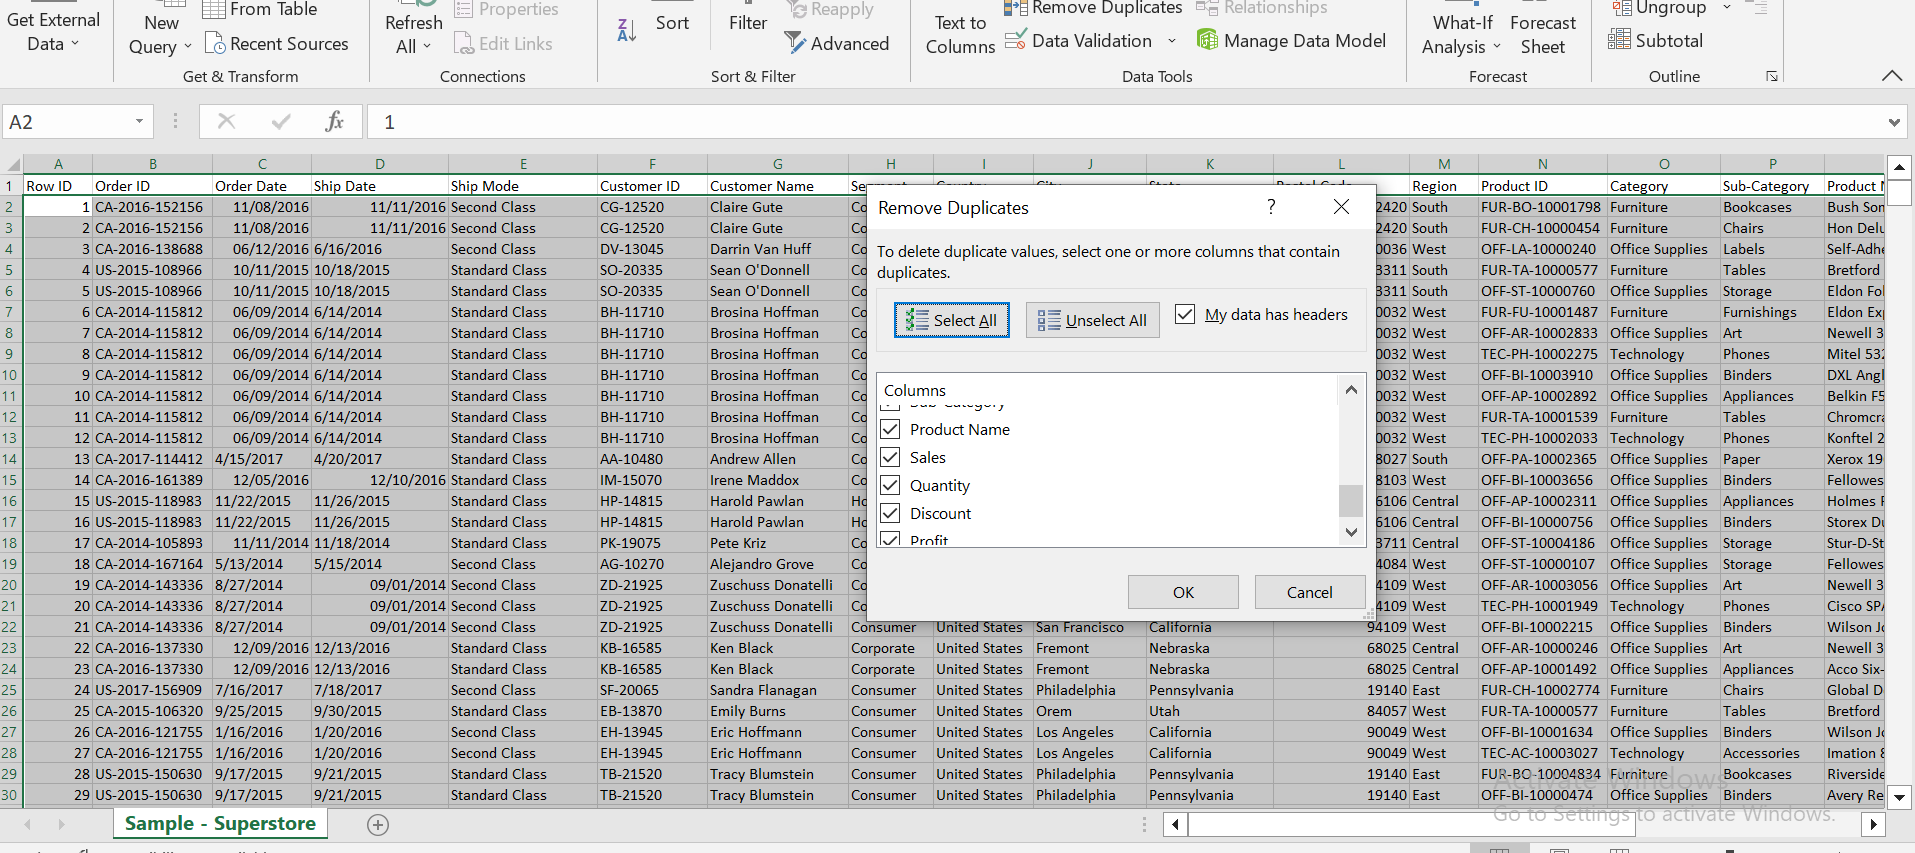 Get External Data
New Query
From Table
Recent Sources
Get & Transform
Refresh All
Properties
Edit Links
Connections
Sort
Filter
Reapply
Advanced
Sort & Filter
Text to Columns
Remove Duplicates
Data Validation
Relationships
Manage Data Model
Data Tools
What-If Analysis
Forecast Sheet
Forecast
Ungroup
Subtotal
Outline
A2 fx 1
A B C D E F G H I J K L M N O P
1 Row ID Order ID Order Date Ship Date Ship Mode Customer ID Customer Name Segment Country City State Postal Code Region Product ID Category Sub-Category Product N
2 1 CA-2016-152156 11/08/2016 11/11/2016 Second Class CG-12520 Claire Gute Co 2420 South FUR-BO-10001798 Furniture Bookcases Bush Som
3 2 CA-2016-152156 11/08/2016 11/11/2016 Second Class CG-12520 Claire Gute Co 2420 South FUR-CH-10000454 Furniture Chairs Hon Delu
4 3 CA-2016-138688 06/12/2016 6/16/2016 Second Class DV-13045 Darrin Van Huff Co 0036 West OFF-LA-10000240 Office Supplies Labels Self-Adhe
5 4 US-2015-108966 10/11/2015 10/18/2015 Standard Class SO-20335 Sean O'Donnell Co 3311 South FUR-TA-10000577 Furniture Tables Bretford
6 5 US-2015-108966 10/11/2015 10/18/2015 Standard Class SO-20335 Sean O'Donnell Co 3311 South OFF-ST-10000760 Office Supplies Storage Eldon Fol
7 6 CA-2014-115812 06/09/2014 6/14/2014 Standard Class BH-11710 Brosina Hoffman Co 0032 West FUR-FU-10001487 Furniture Furnishings Eldon Exp
8 7 CA-2014-115812 06/09/2014 6/14/2014 Standard Class BH-11710 Brosina Hoffman Co 0032 West OFF-AR-10002833 Office Supplies Art Newell 3
9 8 CA-2014-115812 06/09/2014 6/14/2014 Standard Class BH-11710 Brosina Hoffman Co 0032 West TEC-PH-10002275 Technology Phones Mitel 532
10 9 CA-2014-115812 06/09/2014 6/14/2014 Standard Class BH-11710 Brosina Hoffman Co 0032 West OFF-BI-10003910 Office Supplies Binders DXL Angl
11 10 CA-2014-115812 06/09/2014 6/14/2014 Standard Class BH-11710 Brosina Hoffman Co 0032 West OFF-AP-10002892 Office Supplies Appliances Belkin F5
12 11 CA-2014-115812 06/09/2014 6/14/2014 Standard Class BH-11710 Brosina Hoffman Co 0032 West FUR-TA-10001539 Furniture Tables Chromcra
13 12 CA-2014-115812 06/09/2014 6/14/2014 Standard Class BH-11710 Brosina Hoffman Co 0032 West TEC-PH-10002033 Technology Phones Konftel 2
14 13 CA-2017-114412 4/15/2017 4/20/2017 Standard Class AA-10480 Andrew Allen Co 8027 South OFF-PA-10002365 Office Supplies Paper Xerox 19
15 14 CA-2016-161389 12/05/2016 12/10/2016 Standard Class IM-15070 Irene Maddox Co 8103 West OFF-BI-10003656 Office Supplies Binders Fellowes
16 15 US-2015-118983 11/22/2015 11/26/2015 Standard Class HP-14815 Harold Pawlan Ho 6106 Central OFF-AP-10002311 Office Supplies Appliances Holmes R
17 16 US-2015-118983 11/22/2015 11/26/2015 Standard Class HP-14815 Harold Pawlan Ho 6106 Central OFF-BI-10000756 Office Supplies Binders Storex Du
18 17 CA-2014-105893 11/11/2014 11/18/2014 Standard Class PK-19075 Pete Kriz Co 3711 Central OFF-ST-10004186 Office Supplies Storage Stur-D-St
19 18 CA-2014-167164 5/13/2014 5/15/2014 Second Class AG-10270 Alejandro Grove Co 4084 West OFF-ST-10000107 Office Supplies Storage Fellowes
20 19 CA-2014-143336 8/27/2014 09/01/2014 Second Class ZD-21925 Zuschuss Donatelli Co 4109 West OFF-AR-10003056 Office Supplies Art Newell 3
21 20 CA-2014-143336 8/27/2014 09/01/2014 Second Class ZD-21925 Zuschuss Donatelli Co 4109 West TEC-PH-10001949 Technology Phones Cisco SPA
22 21 CA-2014-143336 8/27/2014 09/01/2014 Second Class ZD-21925 Zuschuss Donatelli Consumer United States San Francisco California 94109 West OFF-BI-10002215 Office Supplies Binders Wilson Jo
23 22 CA-2016-137330 12/09/2016 12/13/2016 Standard Class KB-16585 Ken Black Corporate United States Fremont Nebraska 68025 Central OFF-AR-10000246 Office Supplies Art Newell 3
24 23 CA-2016-137330 12/09/2016 12/13/2016 Standard Class KB-16585 Ken Black Corporate United States Fremont Nebraska 68025 Central OFF-AP-10001492 Office Supplies Appliances Acco Six-
25 24 US-2017-156909 7/16/2017 7/18/2017 Second Class SF-20065 Sandra Flanagan Consumer United States Philadelphia Pennsylvania 19140 East FUR-CH-10002774 Furniture Chairs Global D
26 25 CA-2015-106320 9/25/2015 9/30/2015 Standard Class EB-13870 Emily Burns Consumer United States Orem Utah 84057 West FUR-TA-10000577 Furniture Tables Bretford
27 26 CA-2016-121755 1/16/2016 1/20/2016 Second Class EH-13945 Eric Hoffmann Consumer United States Los Angeles California 90049 West OFF-BI-10001634 Office Supplies Binders Wilson Jo
28 27 CA-2016-121755 1/16/2016 1/20/2016 Second Class EH-13945 Eric Hoffmann Consumer United States Los Angeles California 90049 West TEC-AC-10003027 Technology Accessories Imation 8
29 28 US-2015-150630 9/17/2015 9/21/2015 Standard Class TB-21520 Tracy Blumstein Consumer United States Philadelphia Pennsylvania 19140 East FUR-BO-10004834 Furniture Bookcases Riverside
30 29 US-2015-150630 9/17/2015 9/21/2015 Standard Class TB-21520 Tracy Blumstein Consumer United States Philadelphia Pennsylvania 19140 East OFF-BI-10000474 Office Supplies Binders Avery Re
Remove Duplicates ?
To delete duplicate values, select one or more columns that contain
duplicates.
Select All Unselect All My data has headers
Columns
Sub-Category
Product Name
Sales
Quantity
Discount
Profit
OK Cancel
Activate Windows
Go to Settings to activate Windows.
Sample - Superstore